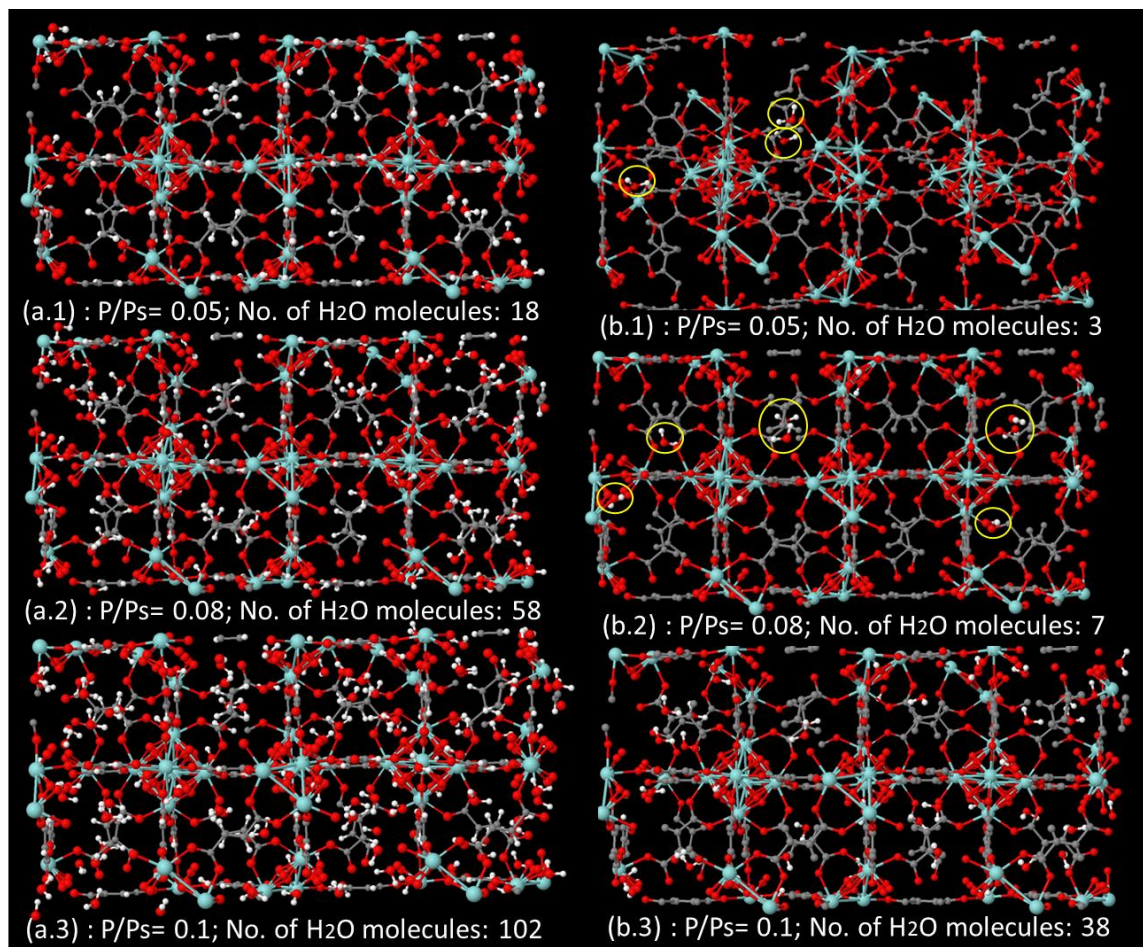 (a.1) : P/Ps= 0.05; No. of H2O molecules: 18
(b.1) : P/Ps= 0.05; No. of H2O molecules: 3
(a.2) : P/Ps= 0.08; No. of H2O molecules: 58
(b.2) : P/Ps= 0.08; No. of H2O molecules: 7
(a.3) : P/Ps= 0.1; No. of H2O molecules: 102
(b.3) : P/Ps= 0.1; No. of H2O molecules: 38